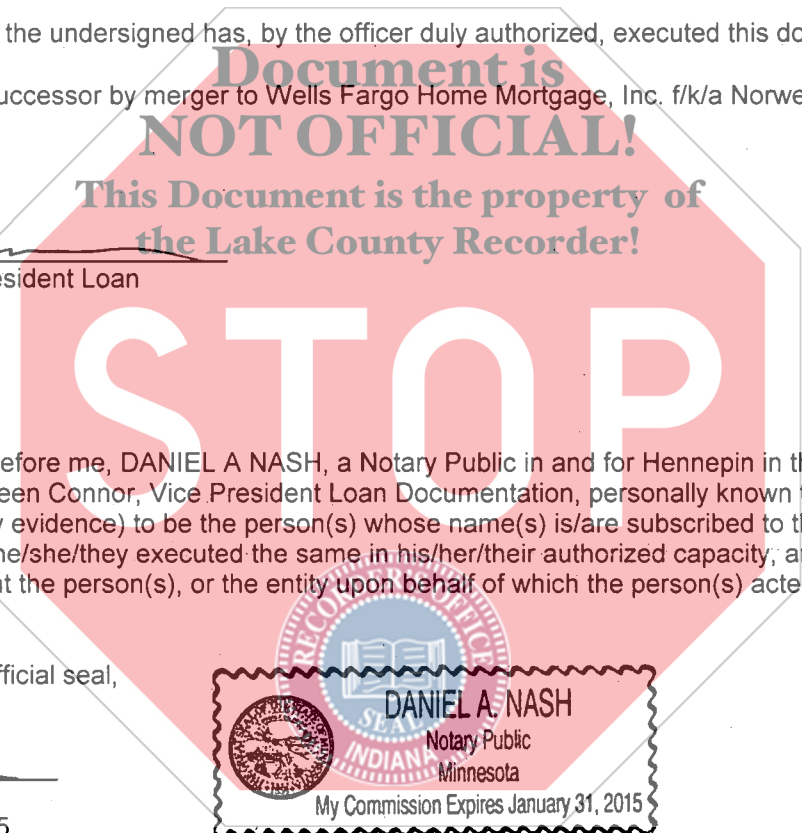 the undersigned has, by the officer duly authorized, executed this do
Document is
uccessor by merger to Wells Fargo Home Mortgage, Inc. f/k/a Norwe
NOT OFFICIAL!
This Document is the property of
the Lake County Recorder!
esident Loan
STOP
efore me, DANIEL A NASH, a Notary Public in and for Hennepin in th
een Connor, Vice President Loan Documentation, personally known t
y evidence) to be the person(s) whose name(s) is/are subscribed to th
he/she/they executed the same in his/her/their authorized capacity, a
at the person(s), or the entity upon behalf of which the person(s) acte
RECORDER'S OFFICE
fficial seal,
DANIEL A. NASH
SEAL
Notary Public
INDIANA
Minnesota
My Commission Expires January 31, 2015
5